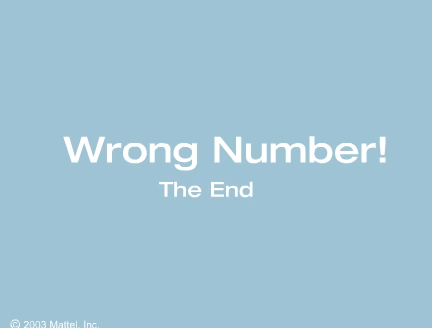 Wrong Number!
The End
© 2003 Mattel, Inc.